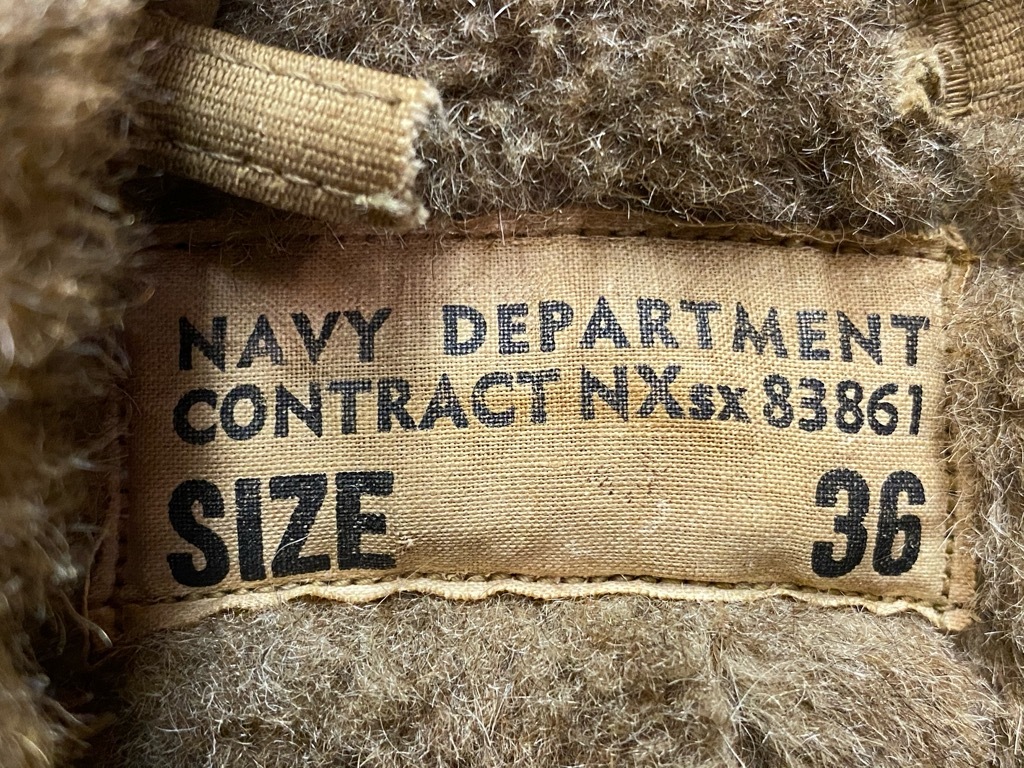 NAVY DEPARTMENT
CONTRACT NXsx 83861
SIZE 36